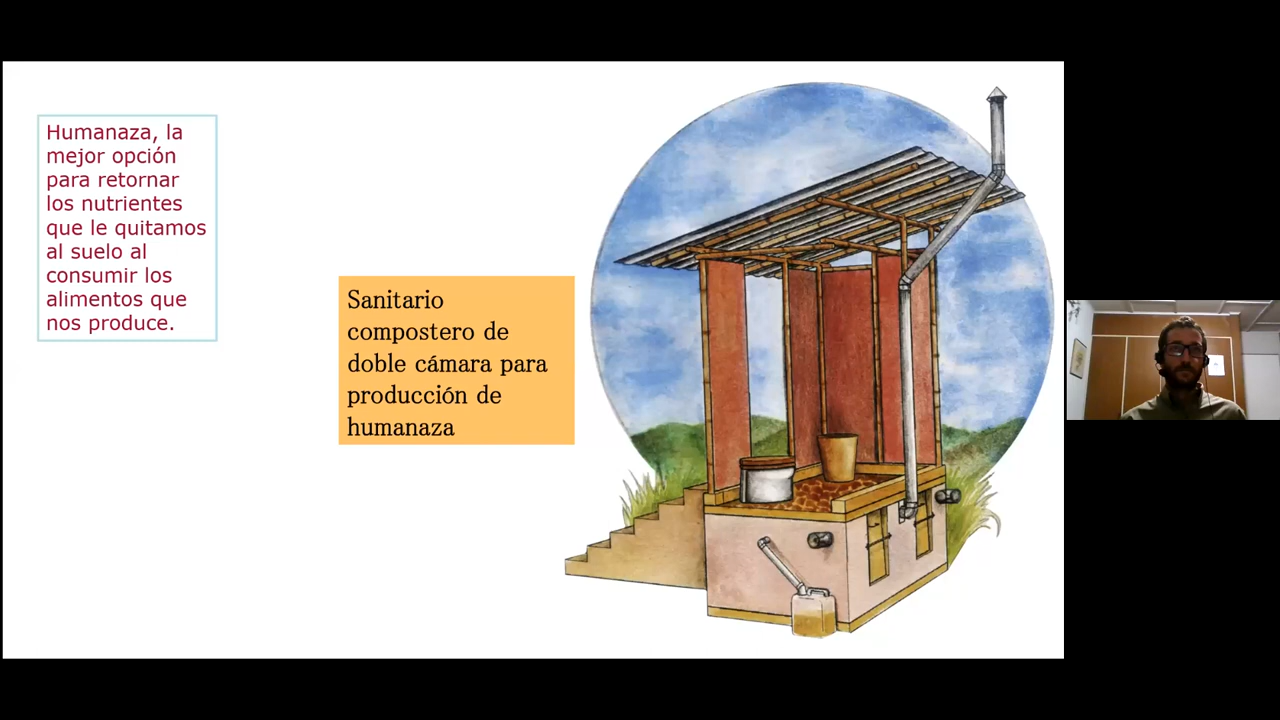 Humanaza, la
mejor opción
para retornar
los nutrientes
que le quitamos
al suelo al
consumir los
alimentos que
nos produce.
Sanitario
compostero de
doble cámara para
producción de
humanaza